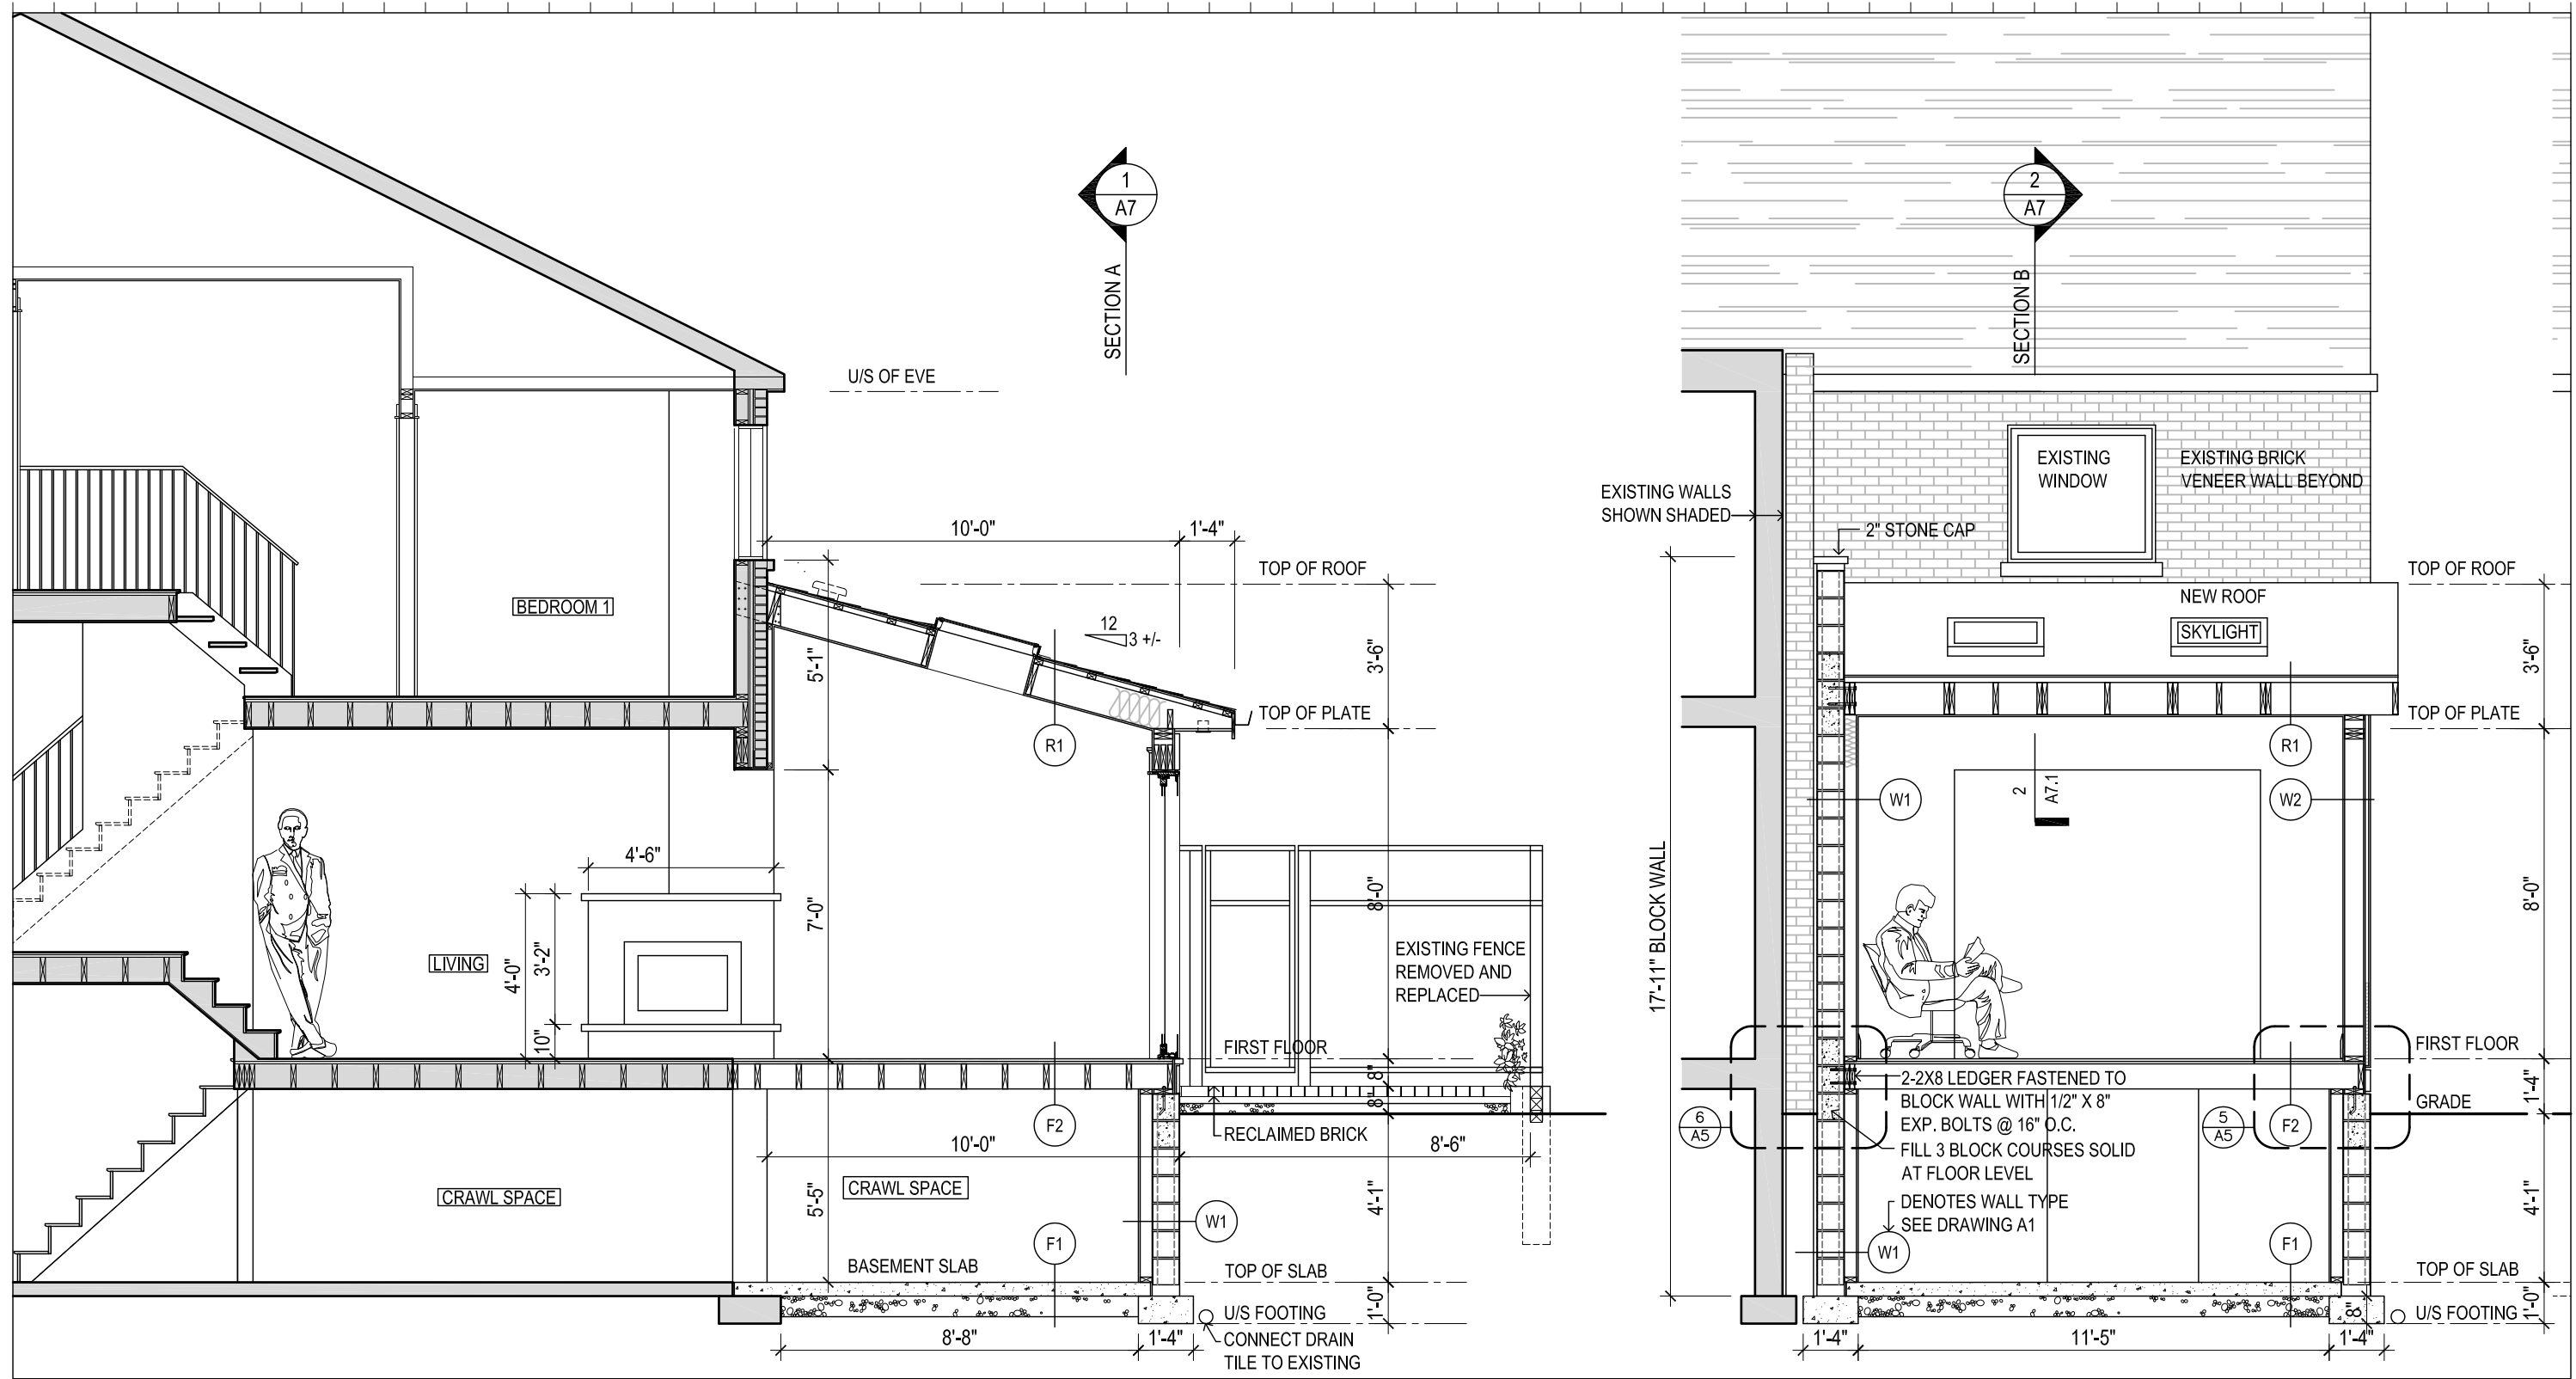 U/S OF EVE
1
A7
SECTION A
BEDROOM 1
10'-0"
1'-4"
TOP OF ROOF
12
3 +/-
5'-1"
3'-6"
R1
TOP OF PLATE
4'-6"
7'-0"
8'-0"
LIVING
4'-0"
3'-2"
10"
EXISTING FENCE
REMOVED AND
REPLACED
FIRST FLOOR
8"
8"
F2
RECLAIMED BRICK
10'-0"
8'-6"
CRAWL SPACE
CRAWL SPACE
5'-5"
4'-1"
W1
F1
BASEMENT SLAB
TOP OF SLAB
1'-0"
U/S FOOTING
CONNECT DRAIN
TILE TO EXISTING
8'-8"
1'-4"
2
A7
SECTION B
EXISTING
WINDOW
EXISTING BRICK
VENEER WALL BEYOND
EXISTING WALLS
SHOWN SHADED
2" STONE CAP
TOP OF ROOF
NEW ROOF
SKYLIGHT
3'-6"
TOP OF PLATE
R1
2
A7.1
W1
W2
17'-11" BLOCK WALL
8'-0"
FIRST FLOOR
2-2X8 LEDGER FASTENED TO
BLOCK WALL WITH 1/2" X 8"
EXP. BOLTS @ 16" O.C.
1'-4"
GRADE
6
A5
5
A5
F2
FILL 3 BLOCK COURSES SOLID
AT FLOOR LEVEL
DENOTES WALL TYPE
SEE DRAWING A1
4'-1"
W1
F1
TOP OF SLAB
8"
1'-0"
U/S FOOTING
1'-4"
11'-5"
1'-4"